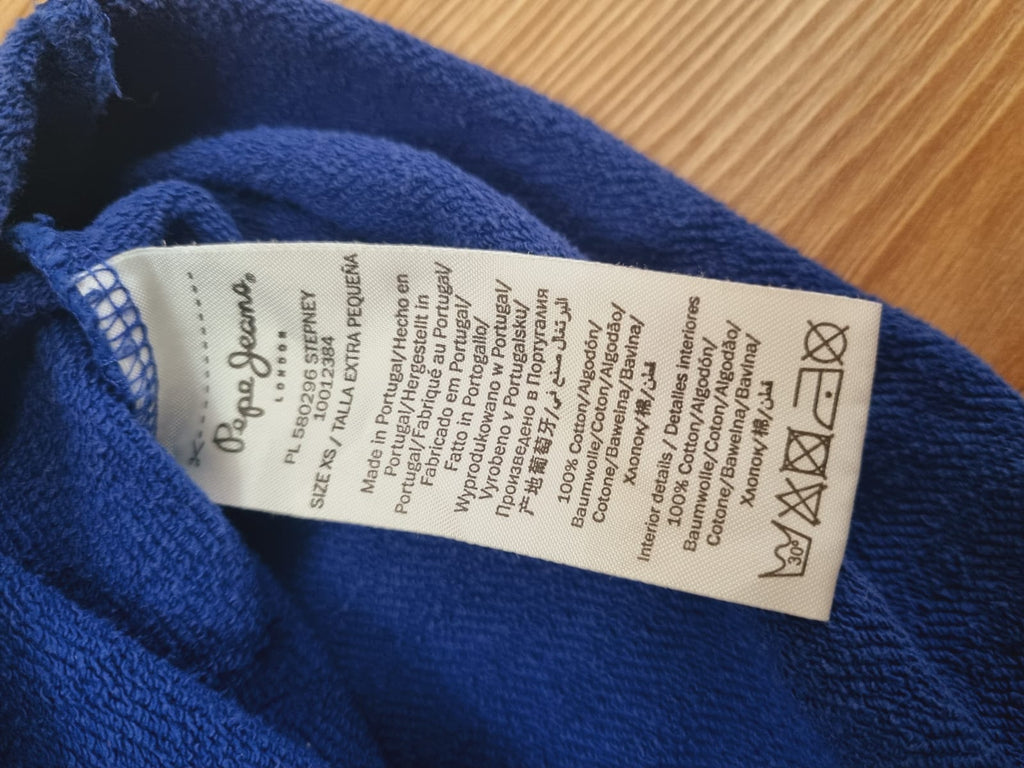 Pepe Jeans
LONDON
PL 580296 STEPNEY
10012384
SIZE XS / TALLA EXTRA PEQUEÑA
Made in Portugal/Hecho en
Portugal/Hergestellt in
Portugal/Fabriqué au Portugal/
Fabricado em Portugal/
Fatto in Portogallo/
Wyprodukowano w Portugal/
Vyrobeno v Portugalsku/
Произведено в Португалия
产地葡萄牙/البرتغال صنع في
100% Cotton/Algodón/
Baumwolle/Coton/Algodão/
Cotone/Bawełna/Bavlna/
Хлопок/棉/قطن
Interior details / Detalles interiores
100% Cotton/Algodón/
Baumwolle/Coton/Algodão/
Cotone/Bawełna/Bavlna/
Хлопок/棉/قطن
30°